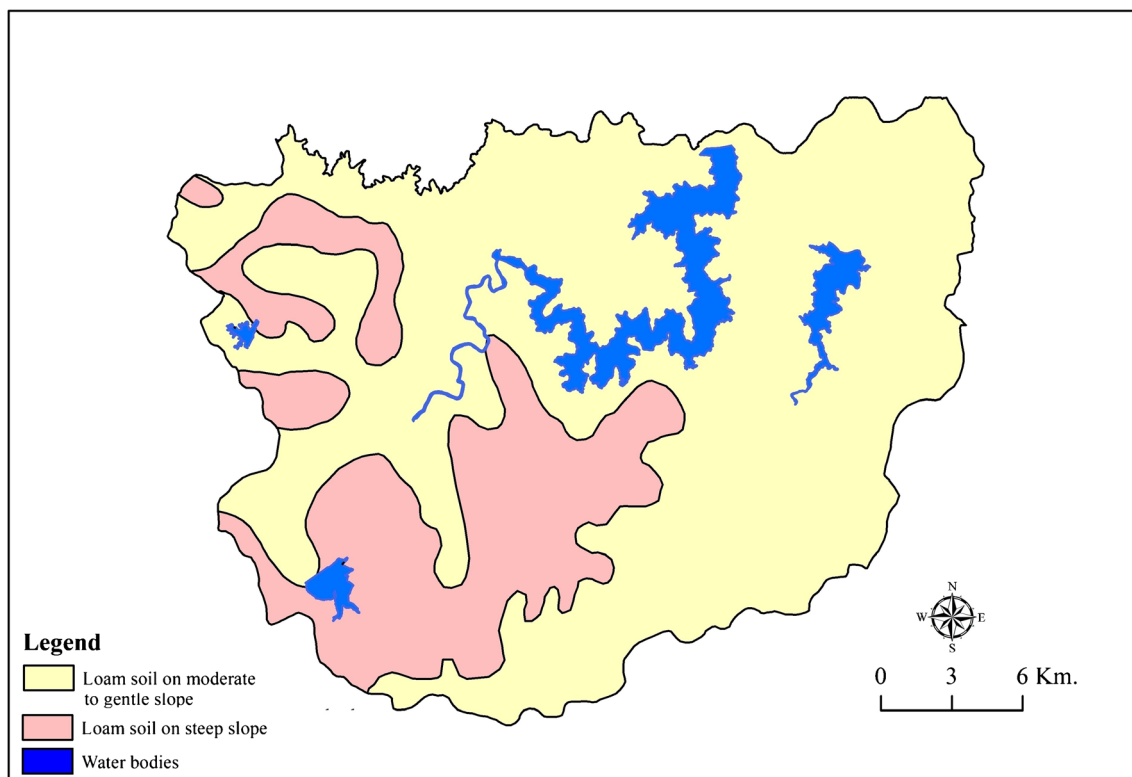 N
W E
S
Legend
Loam soil on moderate
to gentle slope
Loam soil on steep slope
Water bodies
0 3 6 Km.